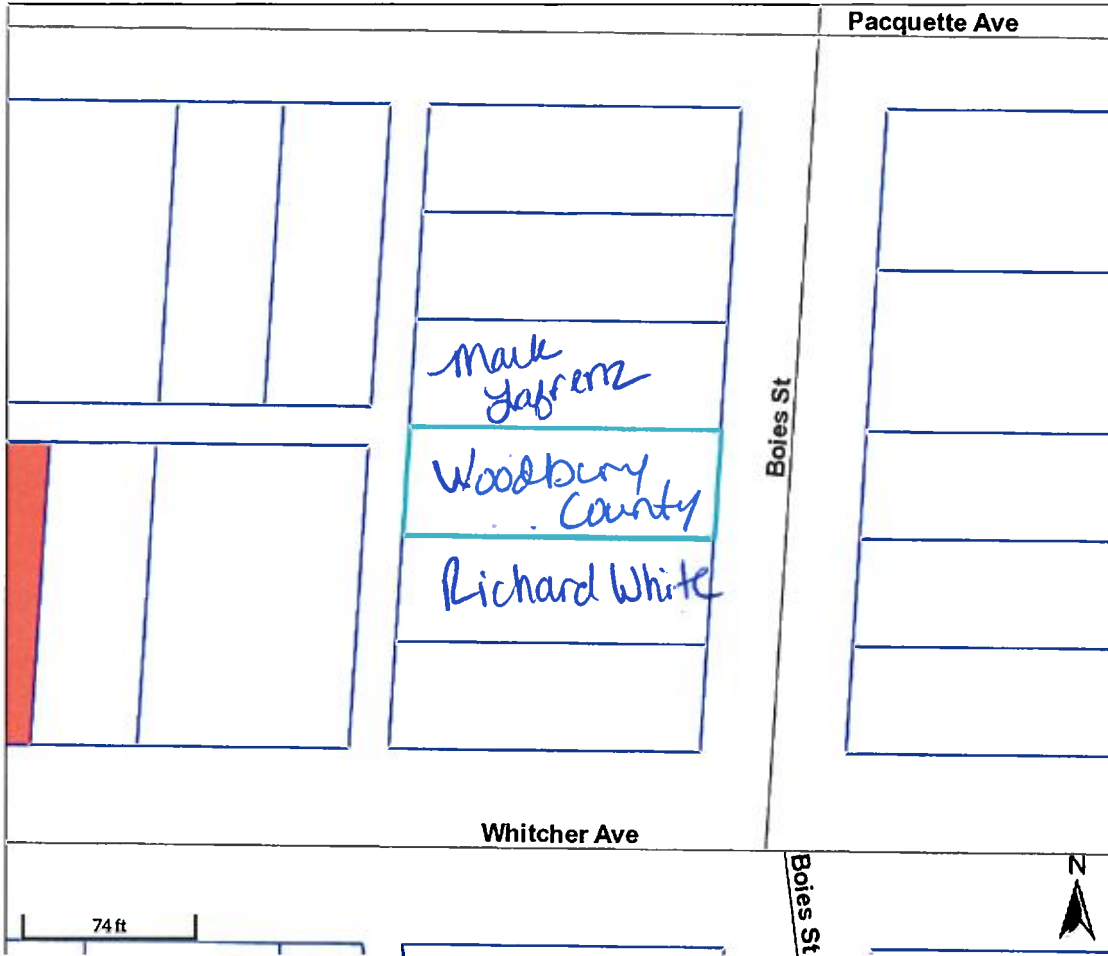 Pacquette Ave
Mark
Lafrenz
Boies St
Woodbury
County
Richard White
Whitcher Ave
Boies St
N
74 ft